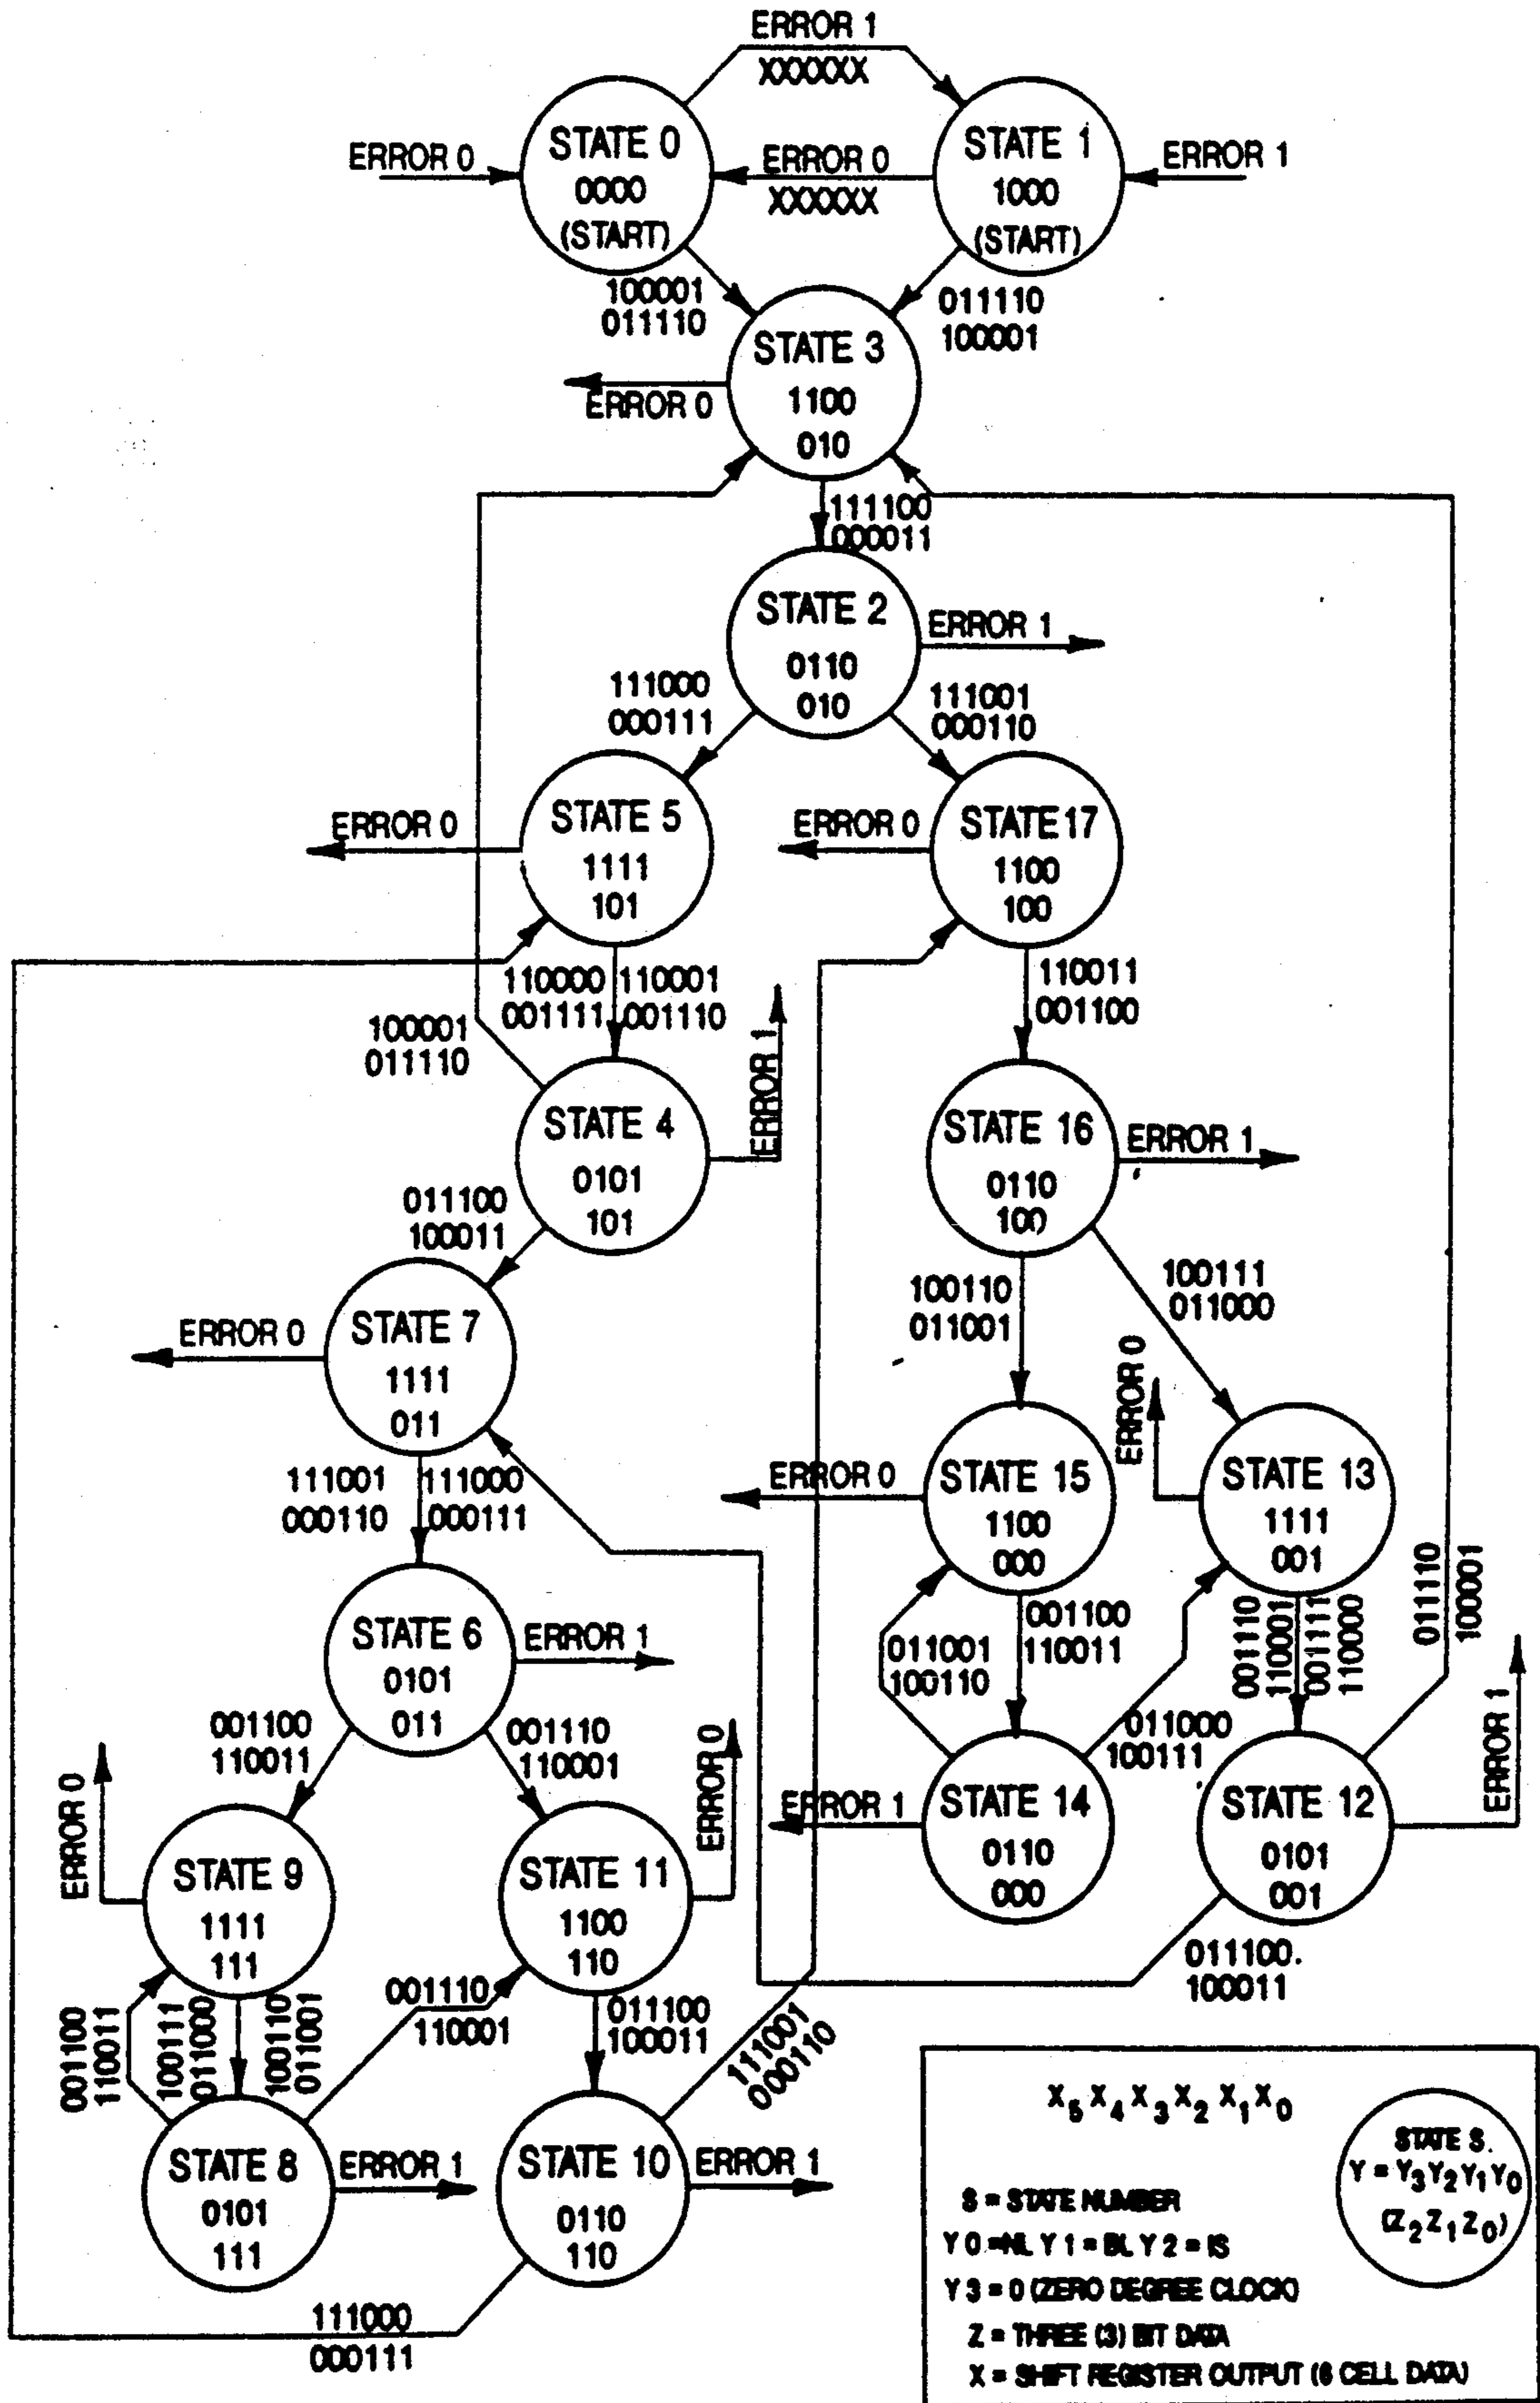 ERROR 1
XXXXXX
ERROR 0
STATE 0
0000
(START)
ERROR 0
XXXXXX
STATE 1
1000
(START)
ERROR 1
100001
011110
011110
100001
STATE 3
1100
010
ERROR 0
111100
000011
STATE 2
0110
010
ERROR 1
111000
000111
111001
000110
ERROR 0
STATE 5
1111
101
ERROR 0
STATE 17
1100
100
110000
001111
110001
001110
110011
001100
100001
011110
ERROR 1
STATE 4
0101
101
STATE 16
0110
100
ERROR 1
011100
100011
100110
011001
100111
011000
ERROR 0
STATE 7
1111
011
ERROR 0
ERROR 0
STATE 15
1100
000
STATE 13
1111
001
111001
000110
111000
000111
011110
100001
STATE 6
0101
011
ERROR 1
011001
100110
001100
110011
001110
110001
001111
110000
001100
110011
001110
110001
ERROR 0
011000
100111
ERROR 1
ERROR 0
ERROR 1
STATE 14
0110
000
STATE 12
0101
001
STATE 9
1111
111
STATE 11
1100
110
011100.
100011
001100
110011
100111
011000
100110
011001
001110
110001
011100
100011
111001
000110
STATE 8
0101
111
ERROR 1
STATE 10
0110
110
ERROR 1
111000
000111
X5 X4 X3 X2 X1 X0
STATE S.
Y = Y3Y2Y1Y0
(Z2Z1Z0)
S = STATE NUMBER
Y 0 =NL Y 1 = BL Y 2 = IS
Y 3 = 0 (ZERO DEGREE CLOCK)
Z = THREE (3) BIT DATA
X = SHIFT REGISTER OUTPUT (6 CELL DATA)